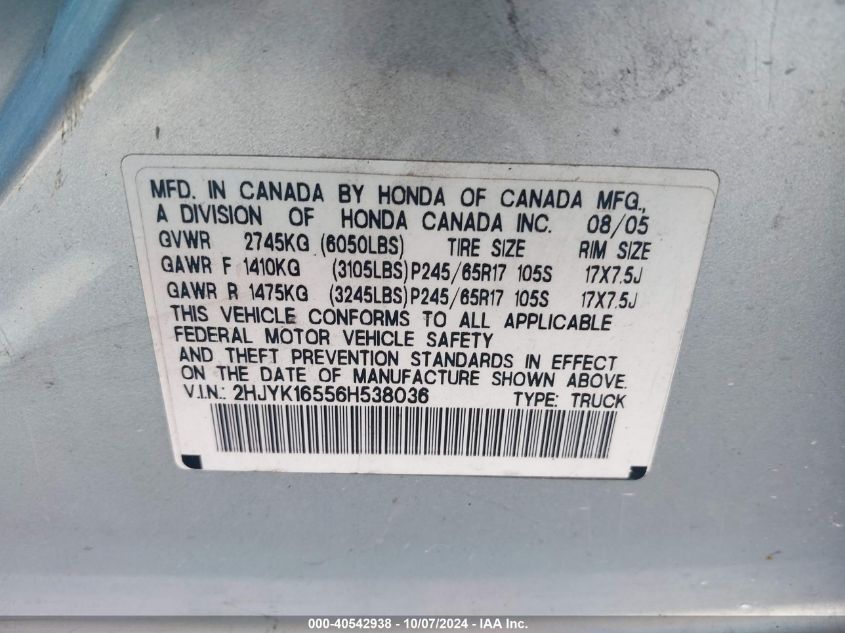 MFD. IN CANADA BY HONDA OF CANADA MFG.,
A DIVISION OF HONDA CANADA INC. 08/05
GVWR 2745KG (6050LBS) TIRE SIZE RIM SIZE
GAWR F 1410KG (3105LBS) P245/65R17 105S 17X7.5J
GAWR R 1475KG (3245LBS) P245/65R17 105S 17X7.5J
THIS VEHICLE CONFORMS TO ALL APPLICABLE
FEDERAL MOTOR VEHICLE SAFETY
AND THEFT PREVENTION STANDARDS IN EFFECT
ON THE DATE OF MANUFACTURE SHOWN ABOVE.
V.I.N.: 2HJYK16556H538036 TYPE: TRUCK
000-40542938 - 10/07/2024 - IAA Inc.